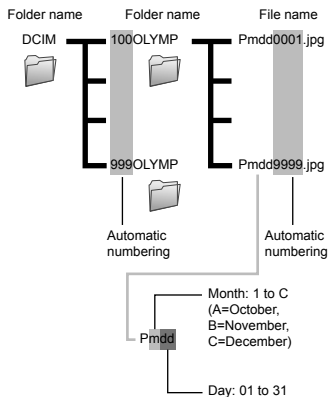 Folder name Folder name File name
DCIM 100OLYMP Pmdd0001.jpg
999OLYMP Pmdd9999.jpg
Automatic numbering
Automatic numbering
Month: 1 to C
(A=October,
B=November,
C=December)
Pmdd
Day: 01 to 31